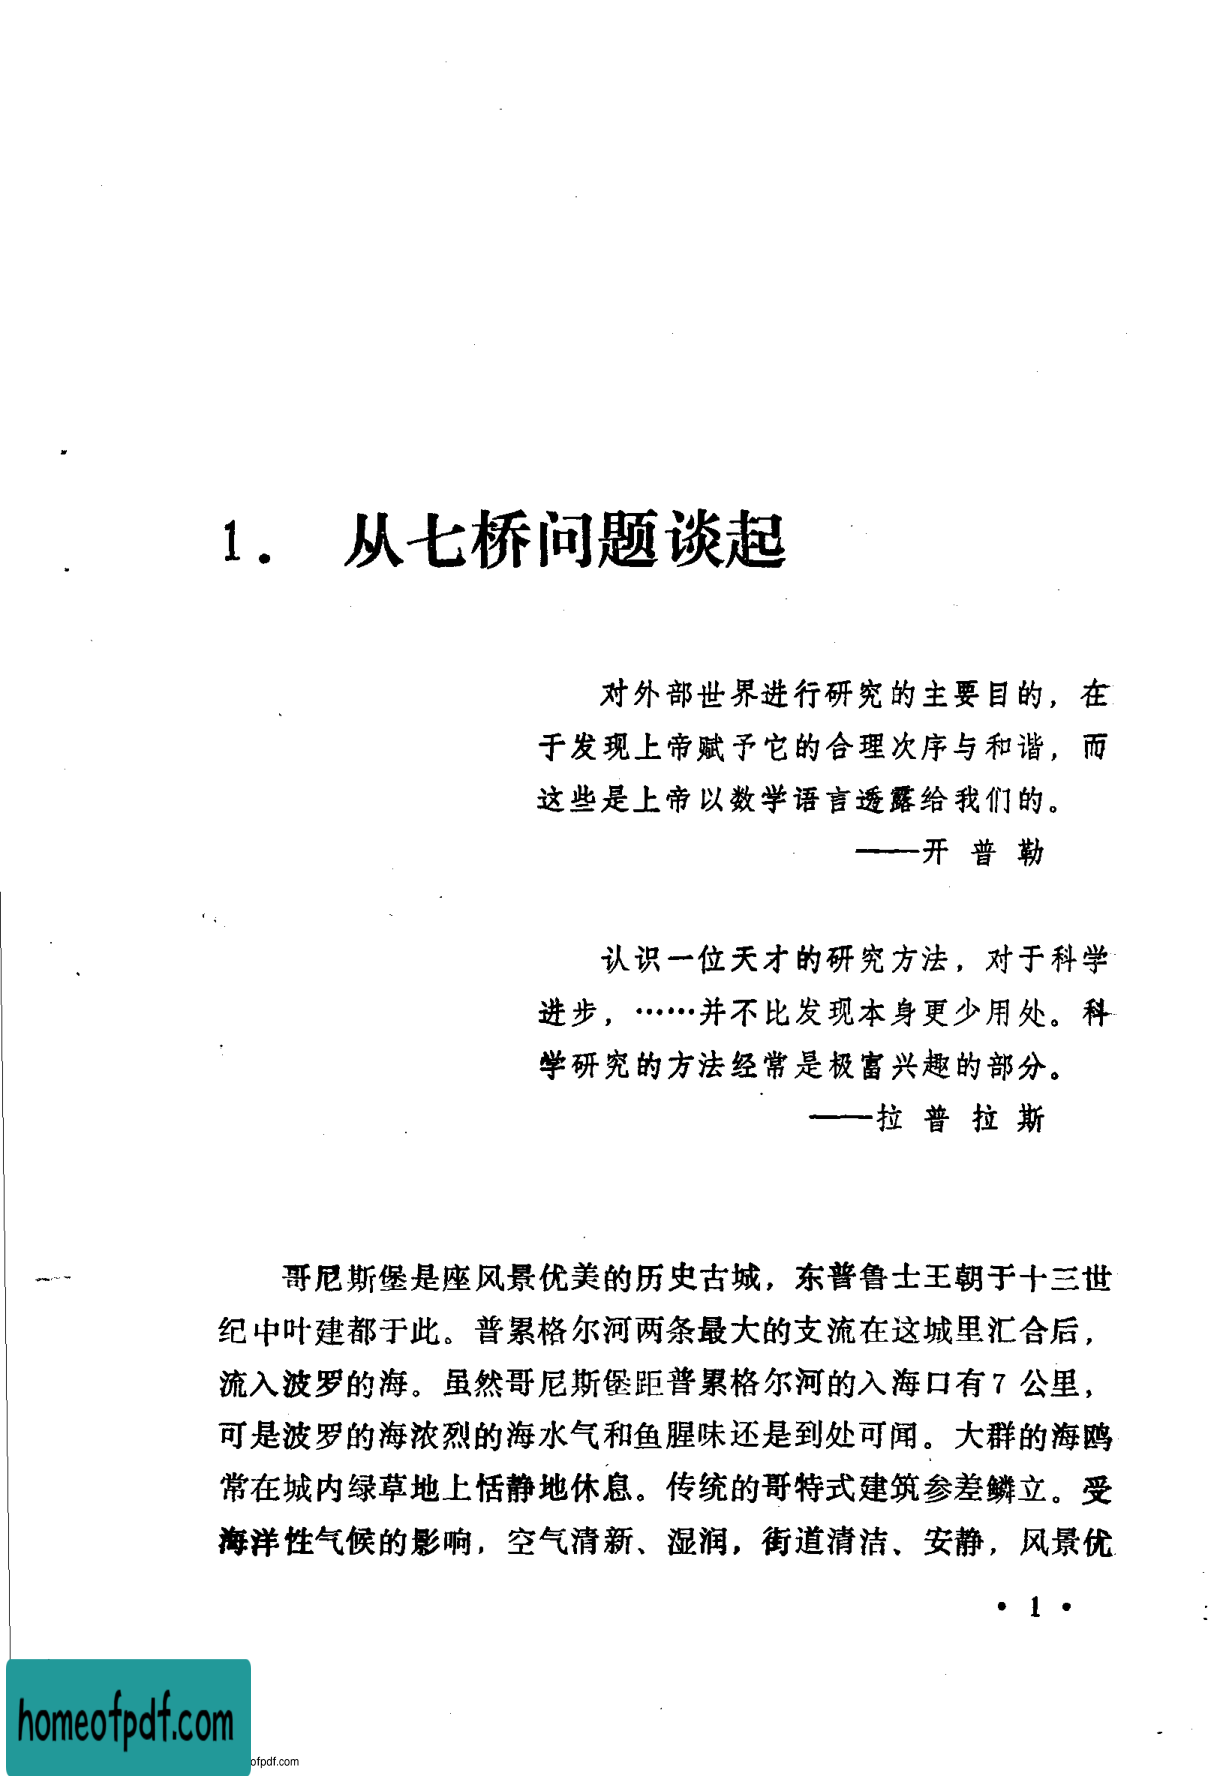 1. 从七桥问题谈起
对外部世界进行研究的主要目的，在
于发现上帝赋予它的合理次序与和谐，而
这些是上帝以数学语言透露给我们的。
——开普勒
认识一位天才的研究方法，对于科学
进步，……并不比发现本身更少用处。科
学研究的方法经常是极富兴趣的部分。
——拉普拉斯
哥尼斯堡是座风景优美的历史古城，东普鲁士王朝于十三世
纪中叶建都于此。普累格尔河两条最大的支流在这城里汇合后，
流入波罗的海。虽然哥尼斯堡距普累格尔河的入海口有7公里，
可是波罗的海浓烈的海水气和鱼腥味还是到处可闻。大群的海鸥
常在城内绿草地上恬静地休息。传统的哥特式建筑参差鳞立。受
海洋性气候的影响，空气清新、湿润，街道清洁、安静，风景优
• 1 •
homeofpdf.com
ofpdf.com